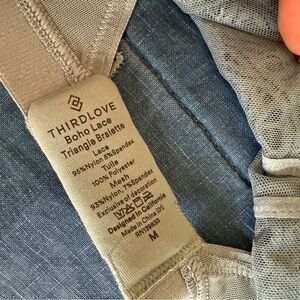 THIRDLOVE
Boho Lace
Triangle Bralette
Lace
95%Nylon 5%Spandex
Tulle
100% Polyester
Mesh
93%Nylon, 7%Spandex
Exclusive of decoration
Designed in California
Made in China
M